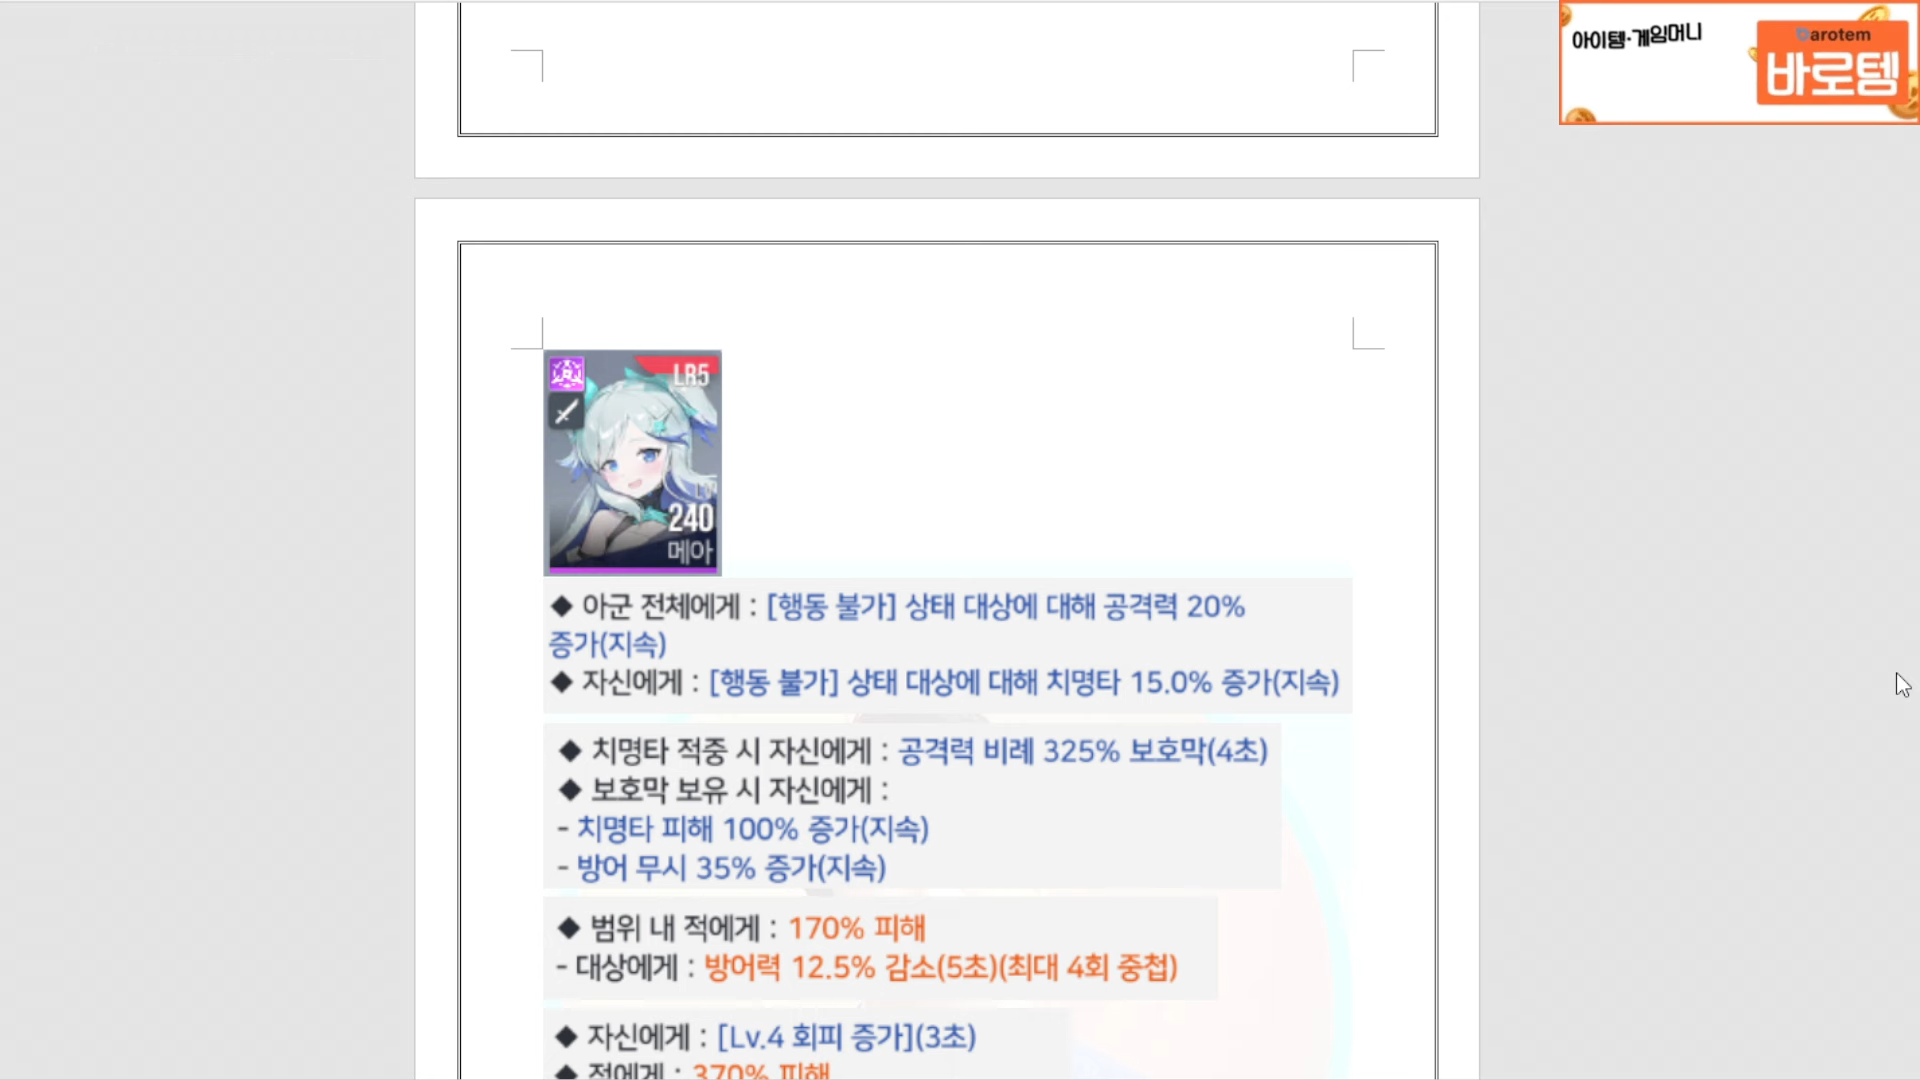 아이템·게임머니
Barotem
바로템
LR5
LV
240
메아
◆ 아군 전체에게 : [행동 불가] 상태 대상에 대해 공격력 20%
증가(지속)
◆ 자신에게 : [행동 불가] 상태 대상에 대해 치명타 15.0% 증가(지속)
◆ 치명타 적중 시 자신에게 : 공격력 비례 325% 보호막(4초)
◆ 보호막 보유 시 자신에게 :
- 치명타 피해 100% 증가(지속)
- 방어 무시 35% 증가(지속)
◆ 범위 내 적에게 : 170% 피해
- 대상에게 : 방어력 12.5% 감소(5초)(최대 4회 중첩)
◆ 자신에게 : [Lv.4 회피 증가](3초)
◆ 적에게 : 370% 피해